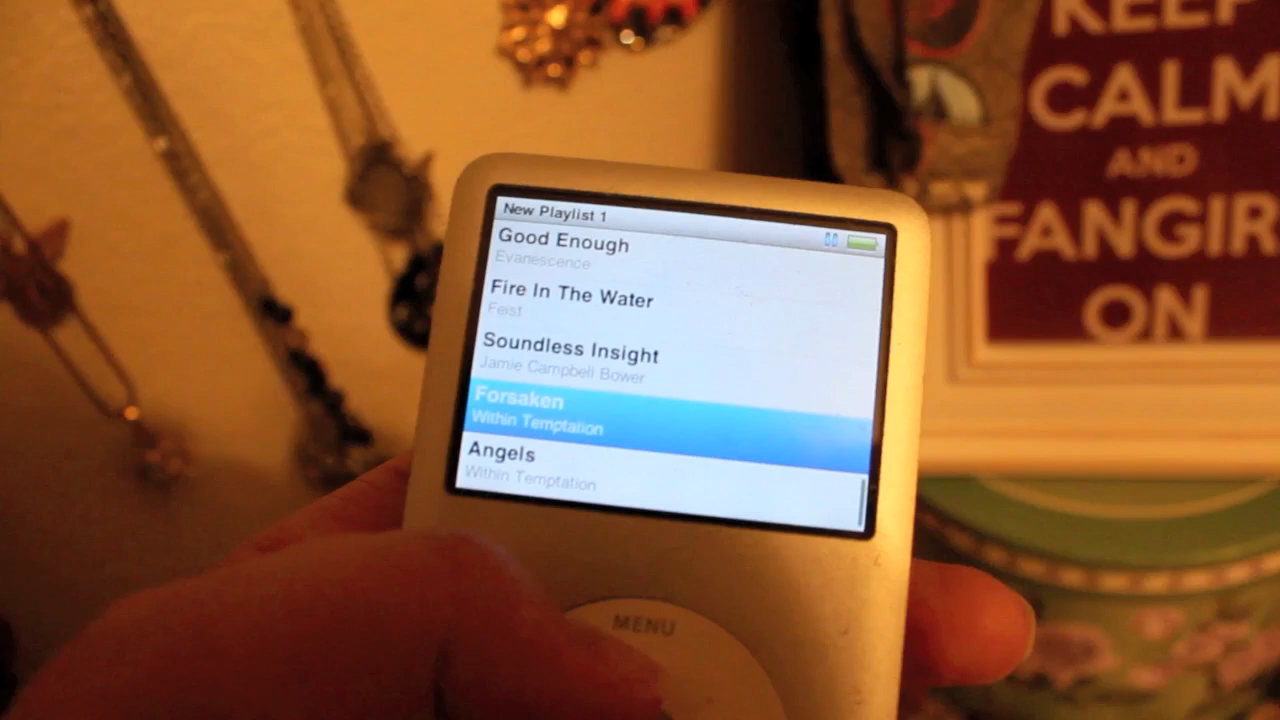 New Playlist 1
Good Enough
Evanescence
Fire In The Water
Feist
Soundless Insight
Jamie Campbell Bower
Forsaken
Within Temptation
Angels
Within Temptation
MENU
KEEP
CALM
AND
FANGIR
ON